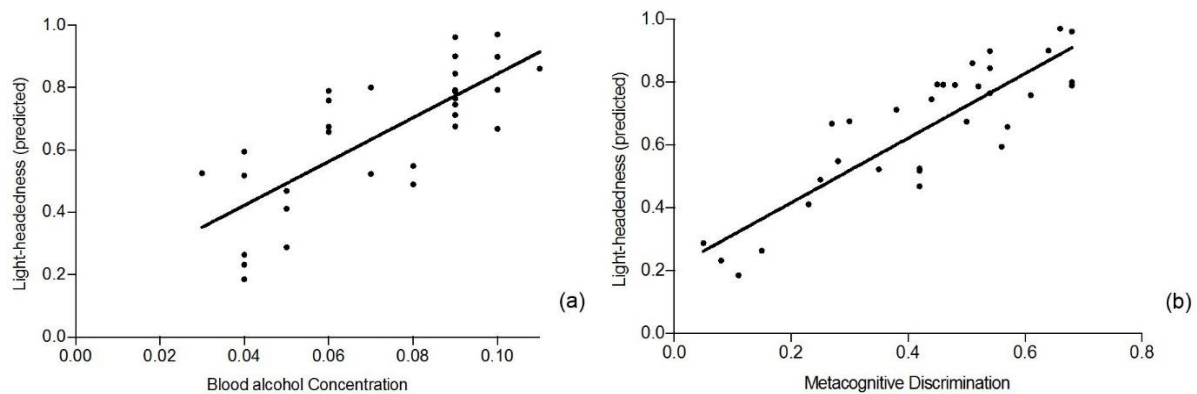 Light-headedness (predicted)
1.0
0.8
0.6
0.4
0.2
0.0
0.00 0.02 0.04 0.06 0.08 0.10
Blood alcohol Concentration
(a)
Light-headedness (predicted)
1.0
0.8
0.6
0.4
0.2
0.0
0.0 0.2 0.4 0.6 0.8
Metacognitive Discrimination
(b)